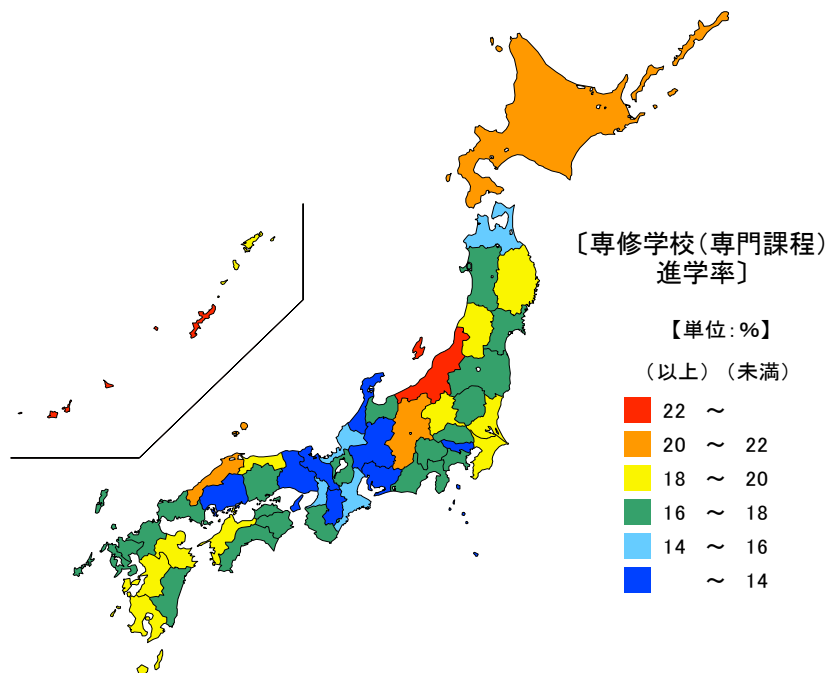 〔専修学校(専門課程)
進学率〕
【単位:%】
(以上) (未満)
22 ～
20 ～ 22
18 ～ 20
16 ～ 18
14 ～ 16
～ 14